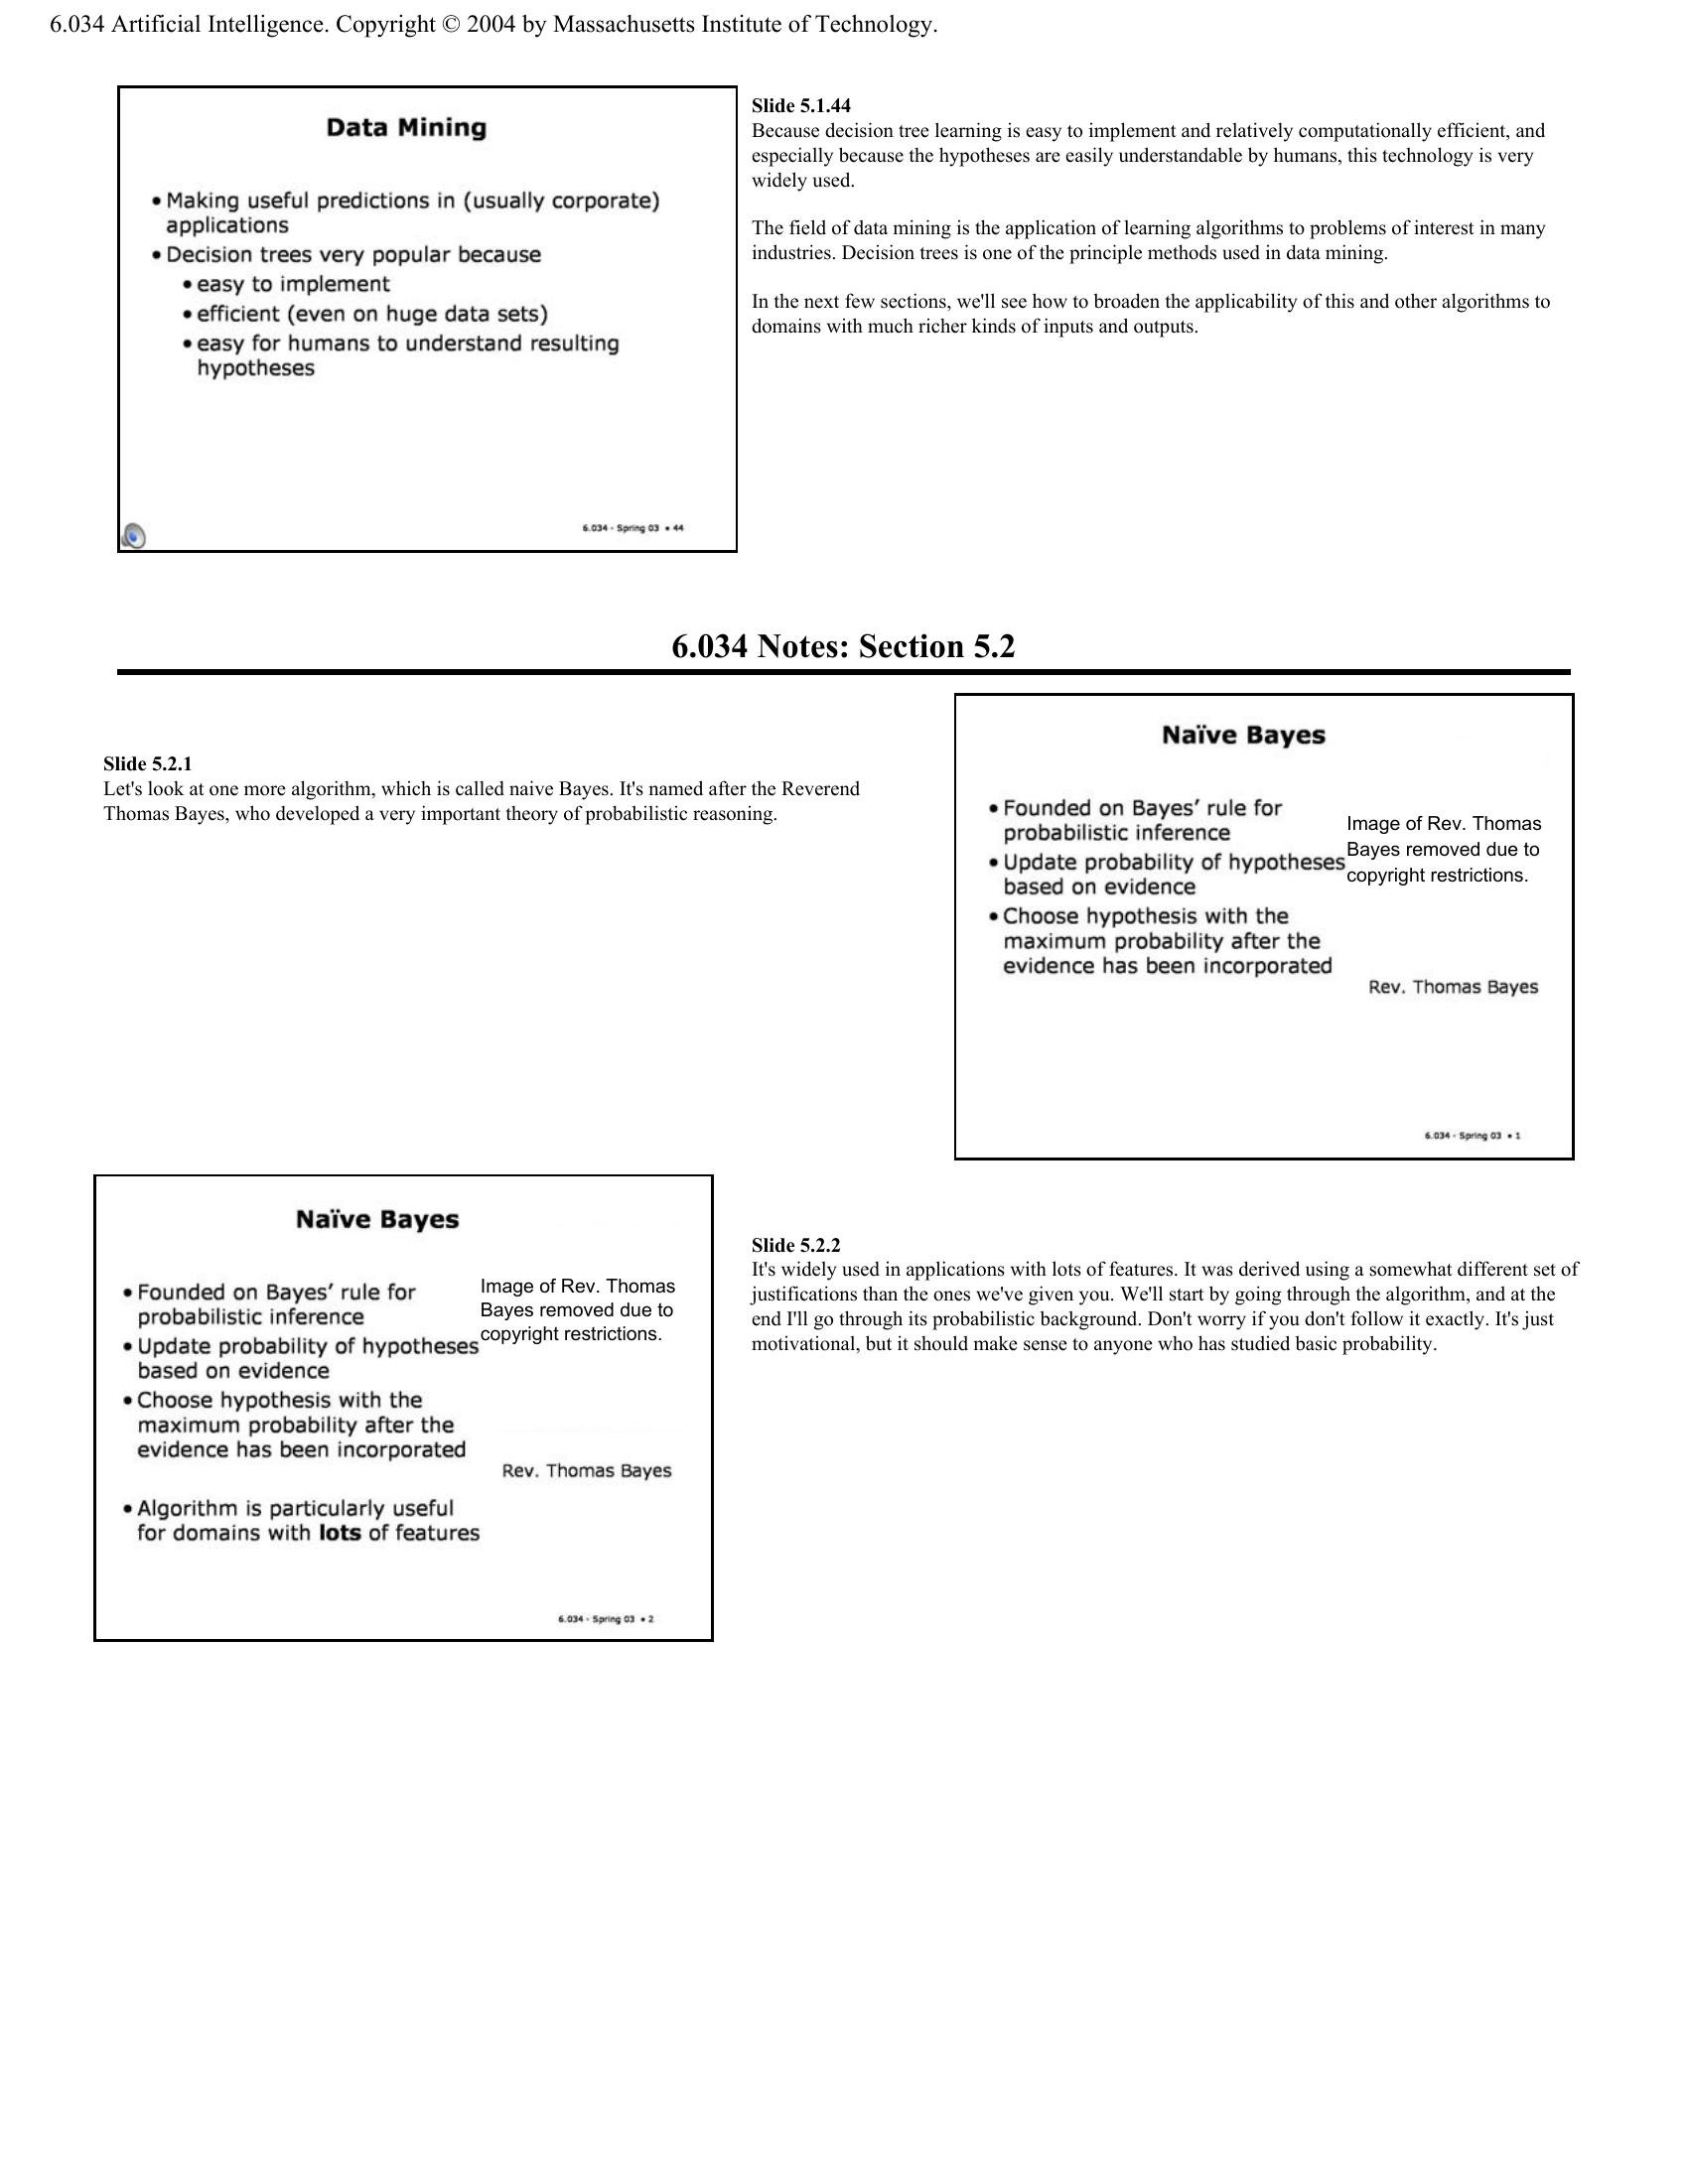 6.034 Artificial Intelligence. Copyright © 2004 by Massachusetts Institute of Technology.
Data Mining
• Making useful predictions in (usually corporate)
applications
• Decision trees very popular because
• easy to implement
• efficient (even on huge data sets)
• easy for humans to understand resulting
hypotheses
6.034 - Spring 03 • 44
Slide 5.1.44
Because decision tree learning is easy to implement and relatively computationally efficient, and
especially because the hypotheses are easily understandable by humans, this technology is very
widely used.
The field of data mining is the application of learning algorithms to problems of interest in many
industries. Decision trees is one of the principle methods used in data mining.
In the next few sections, we'll see how to broaden the applicability of this and other algorithms to
domains with much richer kinds of inputs and outputs.
6.034 Notes: Section 5.2
Slide 5.2.1
Let's look at one more algorithm, which is called naive Bayes. It's named after the Reverend
Thomas Bayes, who developed a very important theory of probabilistic reasoning.
Naïve Bayes
• Founded on Bayes' rule for
probabilistic inference
• Update probability of hypotheses
based on evidence
• Choose hypothesis with the
maximum probability after the
evidence has been incorporated
Image of Rev. Thomas
Bayes removed due to
copyright restrictions.
Rev. Thomas Bayes
6.034 - Spring 03 • 1
Naïve Bayes
• Founded on Bayes' rule for
probabilistic inference
• Update probability of hypotheses
based on evidence
• Choose hypothesis with the
maximum probability after the
evidence has been incorporated
Image of Rev. Thomas
Bayes removed due to
copyright restrictions.
Rev. Thomas Bayes
• Algorithm is particularly useful
for domains with lots of features
6.034 - Spring 03 • 2
Slide 5.2.2
It's widely used in applications with lots of features. It was derived using a somewhat different set of
justifications than the ones we've given you. We'll start by going through the algorithm, and at the
end I'll go through its probabilistic background. Don't worry if you don't follow it exactly. It's just
motivational, but it should make sense to anyone who has studied basic probability.